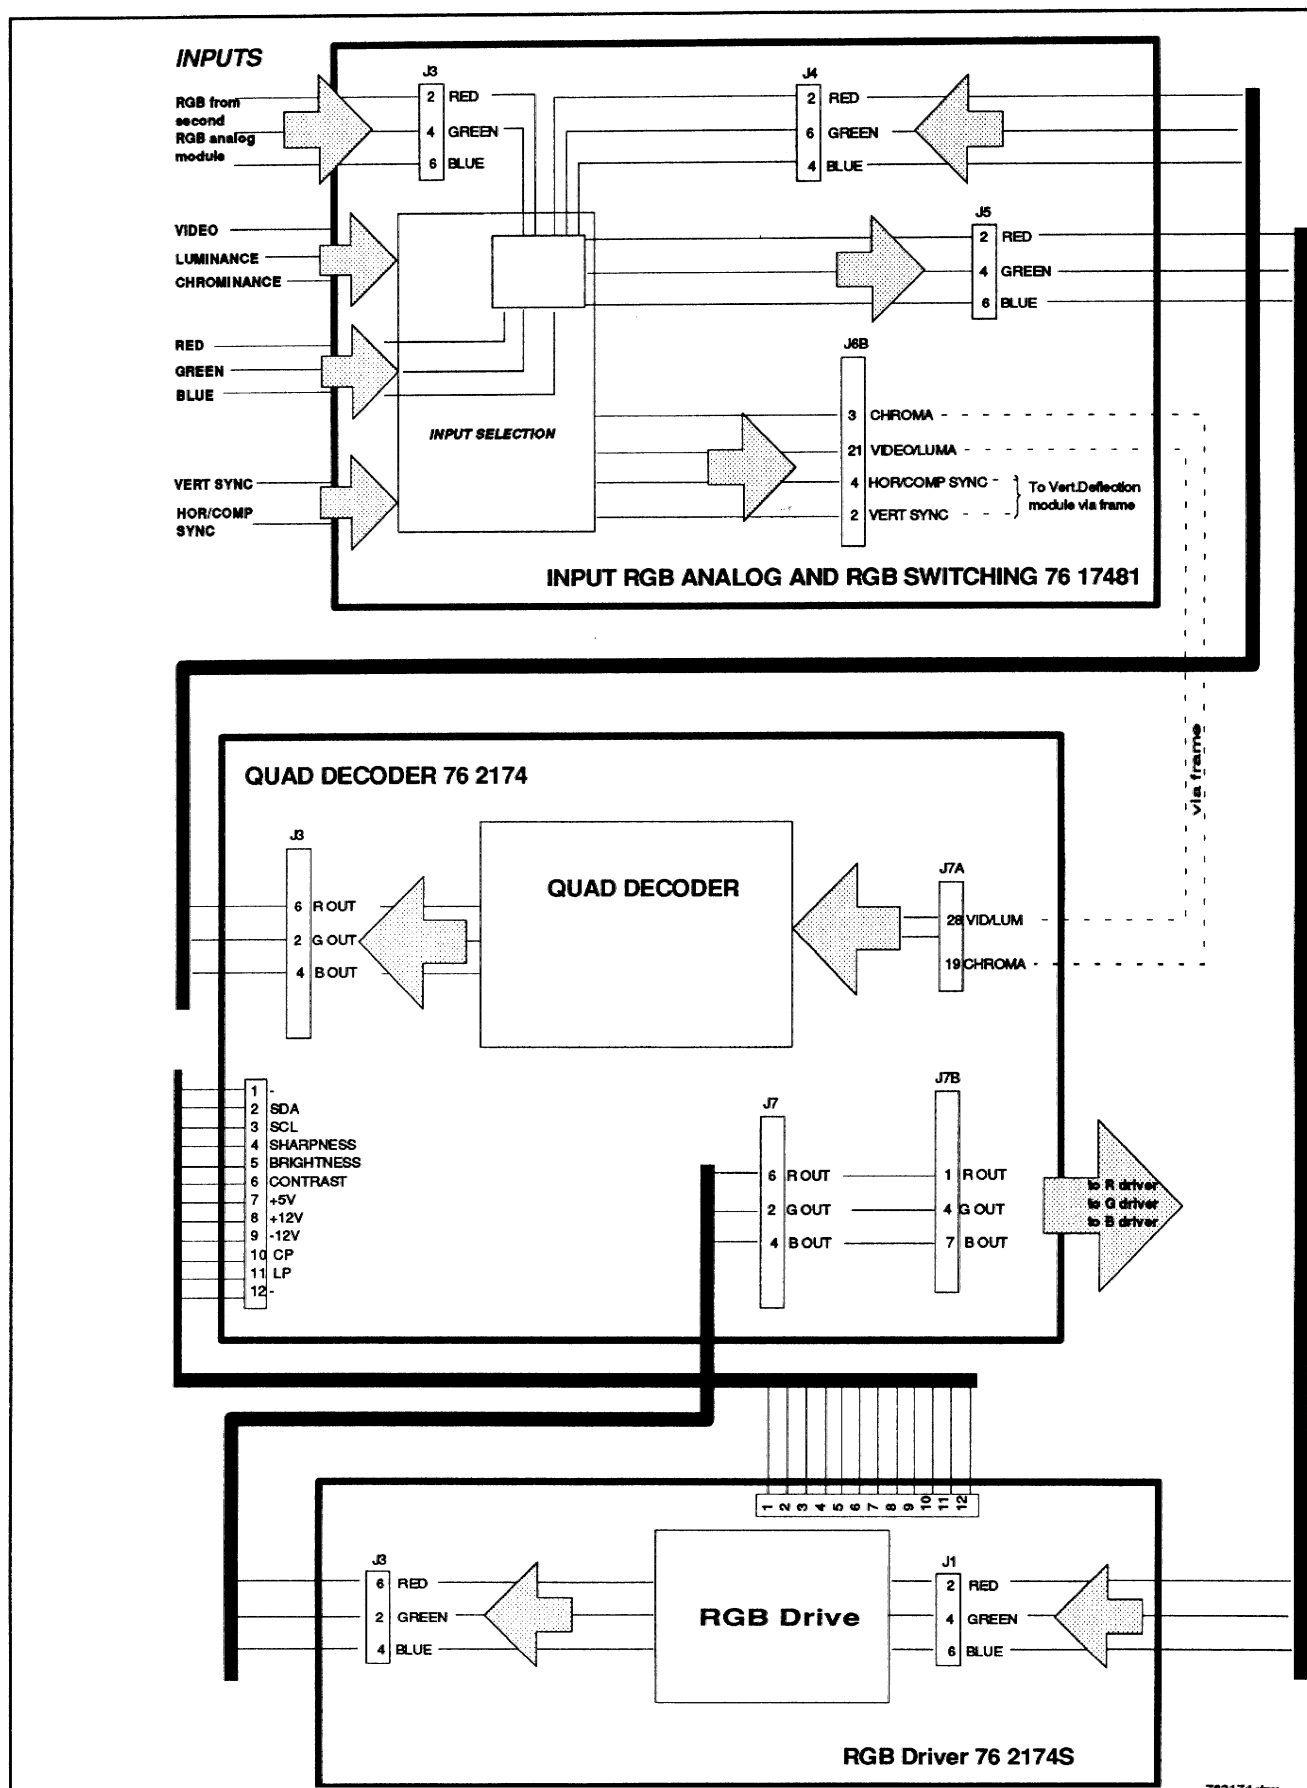 INPUTS
RGB from
second
RGB analog
module
J3
2 RED
4 GREEN
6 BLUE
J4
2 RED
6 GREEN
4 BLUE
VIDEO
LUMINANCE
CHROMINANCE
J5
2 RED
4 GREEN
6 BLUE
RED
GREEN
BLUE
INPUT SELECTION
VERT SYNC
HOR/COMP
SYNC
J6B
3 CHROMA
21 VIDEO/LUMA
4 HOR/COMP SYNC
2 VERT SYNC
To Vert.Deflection
module via frame
INPUT RGB ANALOG AND RGB SWITCHING 76 17481
via frame
QUAD DECODER 76 2174
J3
6 R OUT
2 G OUT
4 B OUT
QUAD DECODER
J7A
28 VID/LUM
19 CHROMA
1 -
2 SDA
3 SCL
4 SHARPNESS
5 BRIGHTNESS
6 CONTRAST
7 +5V
8 +12V
9 -12V
10 CP
11 LP
12 -
J7
6 R OUT
2 G OUT
4 B OUT
J7B
1 R OUT
4 G OUT
7 B OUT
to R driver
to G driver
to B driver
1 2 3 4 5 6 7 8 9 10 11 12
J3
6 RED
2 GREEN
4 BLUE
RGB Drive
J1
2 RED
4 GREEN
6 BLUE
RGB Driver 76 2174S